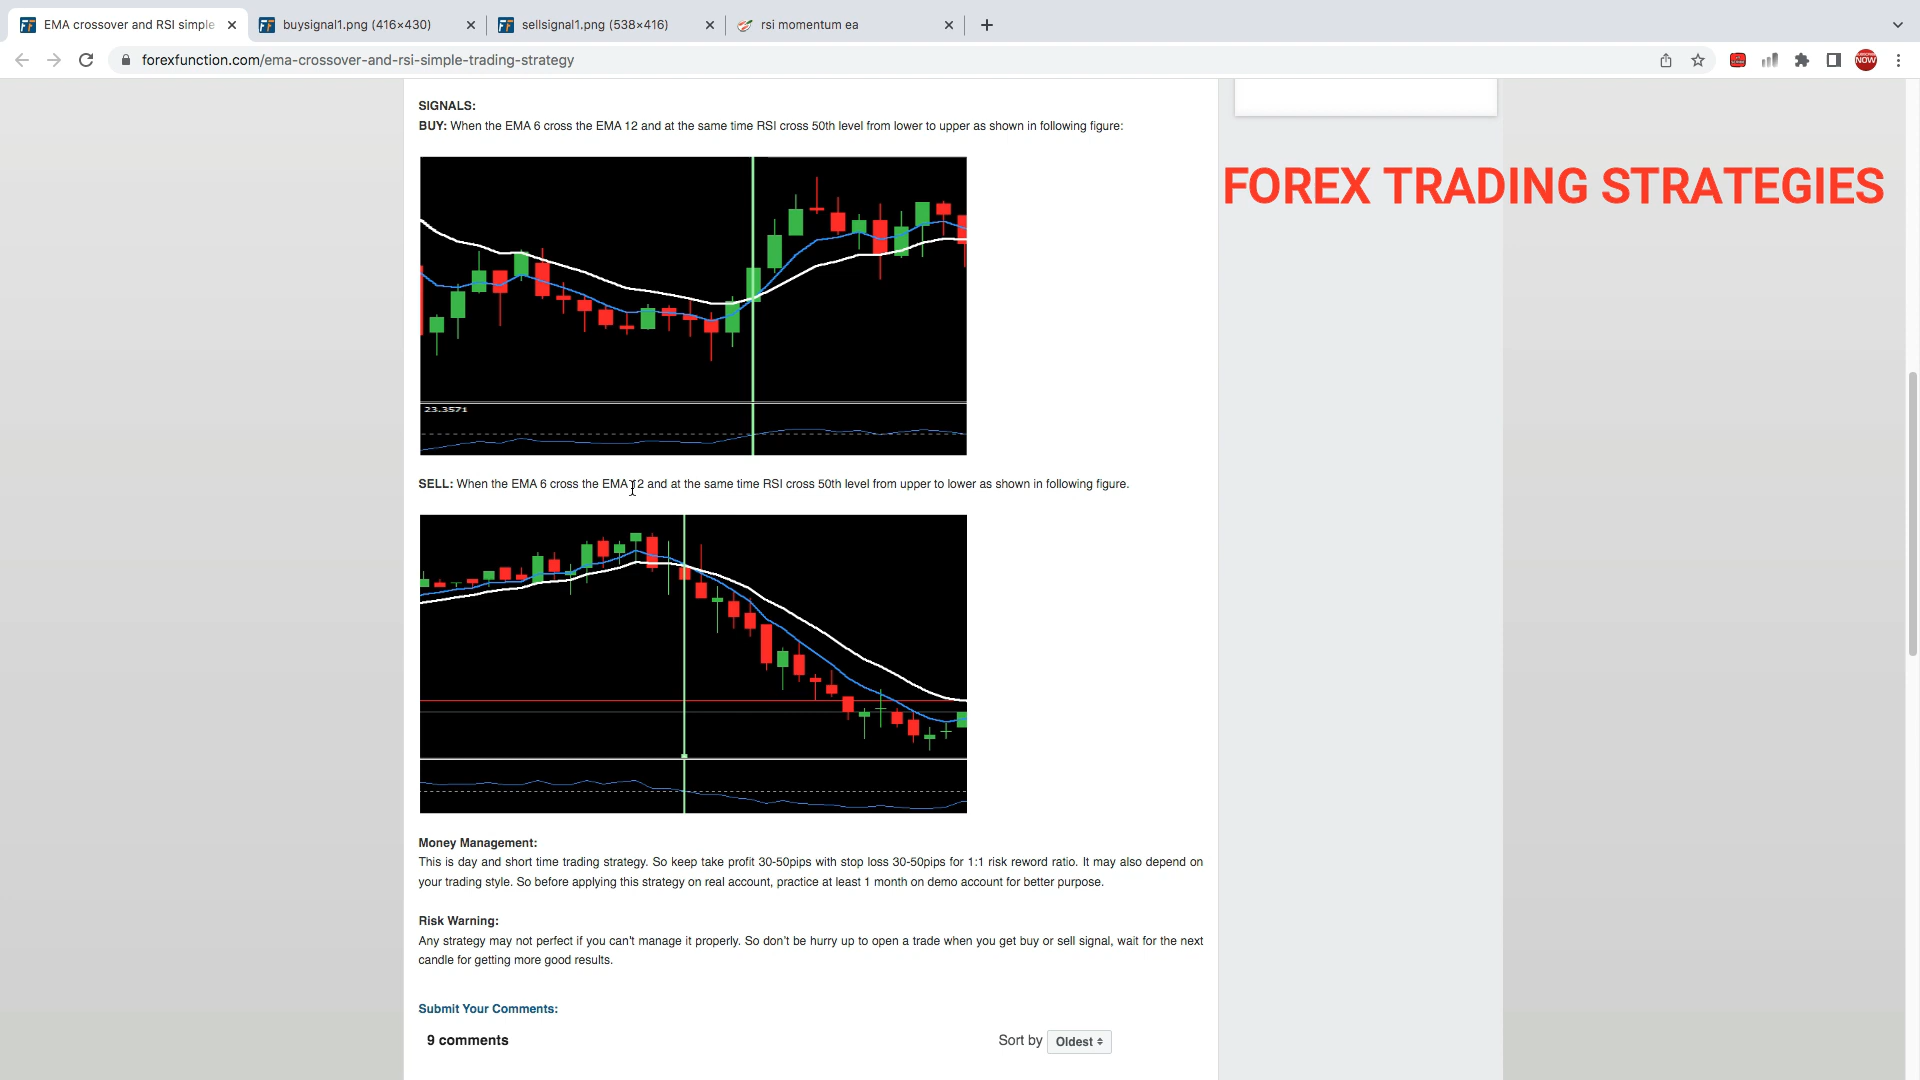 EMA crossover and RSI simple
buysignal1.png (416×430)
sellsignal1.png (538×416)
rsi momentum ea
forexfunction.com/ema-crossover-and-rsi-simple-trading-strategy
NOW
SIGNALS:
BUY: When the EMA 6 cross the EMA 12 and at the same time RSI cross 50th level from lower to upper as shown in following figure:
FOREX TRADING STRATEGIES
23.3571
SELL: When the EMA 6 cross the EMA 12 and at the same time RSI cross 50th level from upper to lower as shown in following figure.
Money Management:
This is day and short time trading strategy. So keep take profit 30-50pips with stop loss 30-50pips for 1:1 risk reword ratio. It may also depend on
your trading style. So before applying this strategy on real account, practice at least 1 month on demo account for better purpose.
Risk Warning:
Any strategy may not perfect if you can't manage it properly. So don't be hurry up to open a trade when you get buy or sell signal, wait for the next
candle for getting more good results.
Submit Your Comments:
9 comments
Sort by Oldest